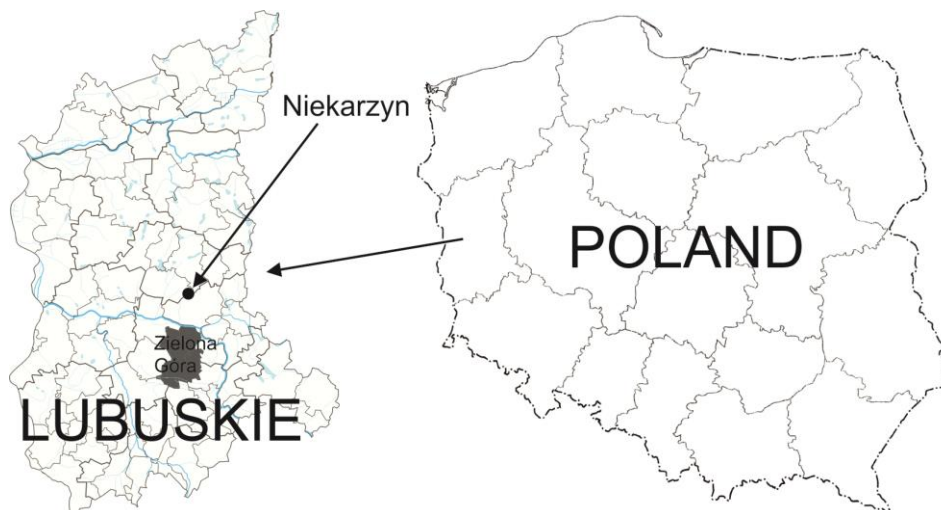 Niekarzyn
POLAND
Zielona
Góra
LUBUSKIE